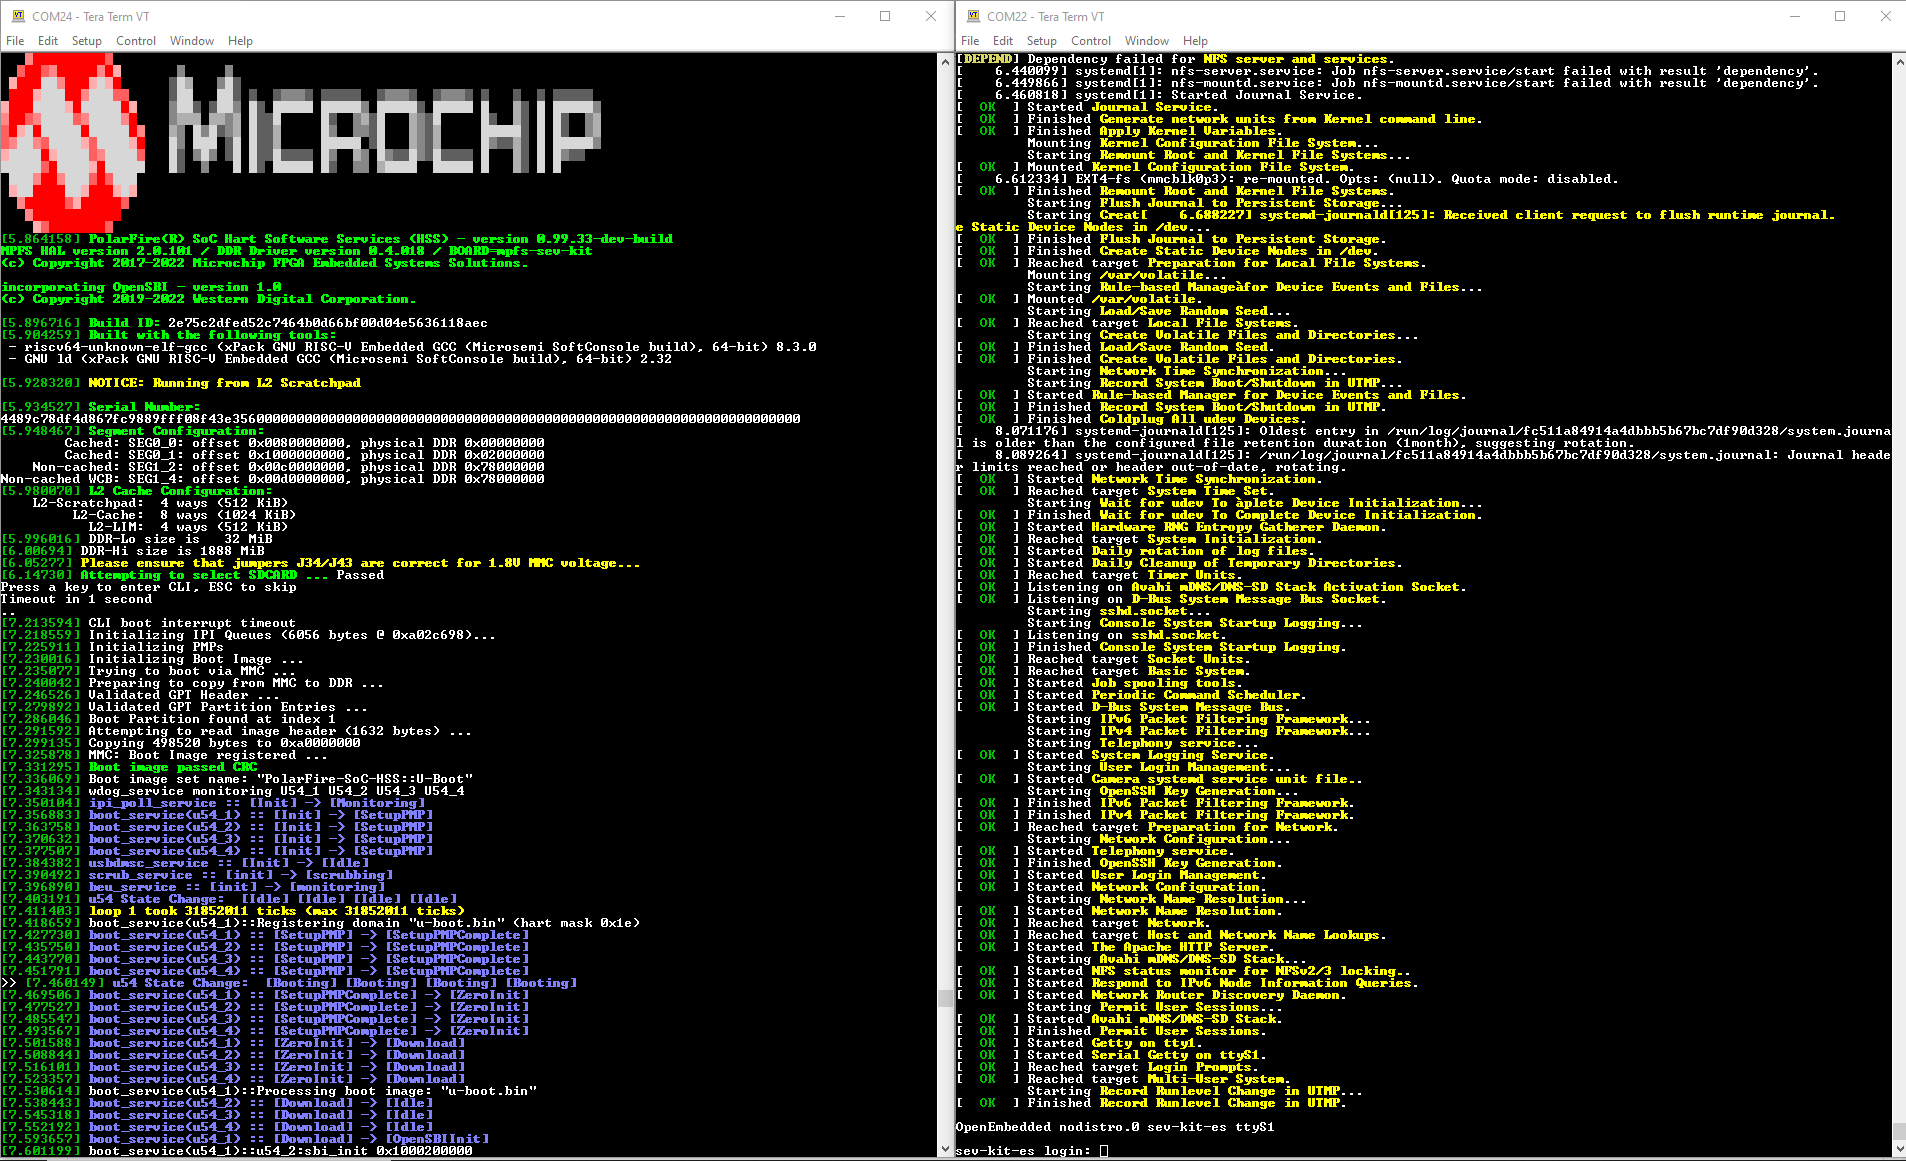 COM24 - Tera Term VT
File Edit Setup Control Window Help
MICROCHIP
[5.864158] PolarFire(R) SoC Hart Software Services (HSS) - version 0.99.33-dev-build
MPFS HAL version 2.0.101 / DDR Driver version 0.4.018 / BOARD=mpfs-sev-kit
(c) Copyright 2017-2022 Microchip FPGA Embedded Systems Solutions.
incorporating OpenSBI - version 1.0
(c) Copyright 2019-2022 Western Digital Corporation.
[5.896716] Build ID: 2e75c2dfed52c7464b0d66bf00d04e5636118aec
[5.904259] Built with the following tools:
- riscv64-unknown-elf-gcc (xPack GNU RISC-V Embedded GCC (Microsemi SoftConsole build), 64-bit) 8.3.0
- GNU ld (xPack GNU RISC-V Embedded GCC (Microsemi SoftConsole build), 64-bit) 2.32
[5.928320] NOTICE: Running from L2 Scratchpad
[5.934527] Serial Number:
[5.948467] Segment Configuration:
Cached: SEG0_0: offset 0x0080000000, physical DDR 0x00000000
Cached: SEG0_1: offset 0x1000000000, physical DDR 0x02000000
Non-cached: SEG1_2: offset 0x00c0000000, physical DDR 0x78000000
Non-cached WCB: SEG1_4: offset 0x00d0000000, physical DDR 0x78000000
[5.980070] L2 Cache Configuration:
L2-Scratchpad: 4 ways (512 KiB)
L2-Cache: 8 ways (1024 KiB)
L2-LIM: 4 ways (512 KiB)
[5.996016] DDR-Lo size is 32 MiB
[6.00694] DDR-Hi size is 1888 MiB
[6.05277] Please ensure that jumpers J34/J43 are correct for 1.8V MMC voltage...
[6.14730] Attempting to select SDCARD ... Passed
Press a key to enter CLI, ESC to skip
Timeout in 1 second
..
[7.213594] CLI boot interrupt timeout
[7.218559] Initializing IPI Queues (6056 bytes @ 0xa02c698)...
[7.225911] Initializing PMPs
[7.230016] Initializing Boot Image ...
[7.235077] Trying to boot via MMC ...
[7.240042] Preparing to copy from MMC to DDR ...
[7.246526] Validated GPT Header ...
[7.279892] Validated GPT Partition Entries ...
[7.286046] Boot Partition found at index 1
[7.291592] Attempting to read image header (1632 bytes) ...
[7.299135] Copying 498520 bytes to 0xa0000000
[7.325878] MMC: Boot Image registered ...
[7.331295] Boot image passed CRC
[7.336069] Boot image set name: "PolarFire-SoC-HSS::U-Boot"
[7.343134] wdog_service monitoring U54_1 U54_2 U54_3 U54_4
[7.350104] ipi_poll_service :: [Init] -> [Monitoring]
[7.356883] boot_service(u54_1) :: [Init] -> [SetupPMP]
[7.363758] boot_service(u54_2) :: [Init] -> [SetupPMP]
[7.370632] boot_service(u54_3) :: [Init] -> [SetupPMP]
[7.377507] boot_service(u54_4) :: [Init] -> [SetupPMP]
[7.384382] usbdmsc_service :: [Init] -> [Idle]
[7.390492] scrub_service :: [init] -> [scrubbing]
[7.396890] beu_service :: [init] -> [monitoring]
[7.403191] u54 State Change: [Idle] [Idle] [Idle] [Idle]
[7.411403] loop 1 took 31852011 ticks (max 31852011 ticks)
[7.418659] boot_service(u54_1)::Registering domain "u-boot.bin" (hart mask 0x1e)
[7.427730] boot_service(u54_1) :: [SetupPMP] -> [SetupPMPComplete]
[7.435750] boot_service(u54_2) :: [SetupPMP] -> [SetupPMPComplete]
[7.443770] boot_service(u54_3) :: [SetupPMP] -> [SetupPMPComplete]
[7.451791] boot_service(u54_4) :: [SetupPMP] -> [SetupPMPComplete]
>> [7.460149] u54 State Change: [Booting] [Booting] [Booting] [Booting]
[7.469506] boot_service(u54_1) :: [SetupPMPComplete] -> [ZeroInit]
[7.477527] boot_service(u54_2) :: [SetupPMPComplete] -> [ZeroInit]
[7.485547] boot_service(u54_3) :: [SetupPMPComplete] -> [ZeroInit]
[7.493567] boot_service(u54_4) :: [SetupPMPComplete] -> [ZeroInit]
[7.501588] boot_service(u54_1) :: [ZeroInit] -> [Download]
[7.508844] boot_service(u54_2) :: [ZeroInit] -> [Download]
[7.516101] boot_service(u54_3) :: [ZeroInit] -> [Download]
[7.523357] boot_service(u54_4) :: [ZeroInit] -> [Download]
[7.530614] boot_service(u54_1)::Processing boot image: "u-boot.bin"
[7.538443] boot_service(u54_2) :: [Download] -> [Idle]
[7.545318] boot_service(u54_3) :: [Download] -> [Idle]
[7.552192] boot_service(u54_4) :: [Download] -> [Idle]
[7.593657] boot_service(u54_1) :: [Download] -> [OpenSBIInit]
[7.601199] boot_service(u54_1)::u54_2:sbi_init 0x1000200000
COM22 - Tera Term VT
File Edit Setup Control Window Help
[DEPEND] Dependency failed for NFS server and services.
[    6.440099] systemd[1]: nfs-server.service: Job nfs-server.service/start failed with result 'dependency'.
[    6.449866] systemd[1]: nfs-mountd.service: Job nfs-mountd.service/start failed with result 'dependency'.
[    6.460818] systemd[1]: Started Journal Service.
[  OK  ] Started Journal Service.
[  OK  ] Finished Generate network units from Kernel command line.
[  OK  ] Finished Apply Kernel Variables.
Mounting Kernel Configuration File System...
Starting Remount Root and Kernel File Systems...
[  OK  ] Mounted Kernel Configuration File System.
[    6.612334] EXT4-fs (mmcblk0p3): re-mounted. Opts: (null). Quota mode: disabled.
[  OK  ] Finished Remount Root and Kernel File Systems.
Starting Flush Journal to Persistent Storage...
Starting Creat[    6.688227] systemd-journald[125]: Received client request to flush runtime journal.
e Static Device Nodes in /dev...
[  OK  ] Finished Flush Journal to Persistent Storage.
[  OK  ] Finished Create Static Device Nodes in /dev.
[  OK  ] Reached target Preparation for Local File Systems.
Mounting /var/volatile...
Starting Rule-based Manageàfor Device Events and Files...
[  OK  ] Mounted /var/volatile.
Starting Load/Save Random Seed...
[  OK  ] Reached target Local File Systems.
Starting Create Volatile Files and Directories...
[  OK  ] Finished Load/Save Random Seed.
[  OK  ] Finished Create Volatile Files and Directories.
Starting Network Time Synchronization...
Starting Record System Boot/Shutdown in UTMP...
[  OK  ] Started Rule-based Manager for Device Events and Files.
[  OK  ] Finished Record System Boot/Shutdown in UTMP.
[  OK  ] Finished Coldplug All udev Devices.
[    8.071176] systemd-journald[125]: Oldest entry in /run/log/journal/fc511a84914a4dbbb5b67bc7df90d328/system.journa
l is older than the configured file retention duration (1month), suggesting rotation.
[    8.089264] systemd-journald[125]: /run/log/journal/fc511a84914a4dbbb5b67bc7df90d328/system.journal: Journal heade
r limits reached or header out-of-date, rotating.
[  OK  ] Started Network Time Synchronization.
[  OK  ] Reached target System Time Set.
Starting Wait for udev To àplete Device Initialization...
[  OK  ] Finished Wait for udev To Complete Device Initialization.
[  OK  ] Started Hardware RNG Entropy Gatherer Daemon.
[  OK  ] Reached target System Initialization.
[  OK  ] Started Daily rotation of log files.
[  OK  ] Started Daily Cleanup of Temporary Directories.
[  OK  ] Reached target Timer Units.
[  OK  ] Listening on Avahi mDNS/DNS-SD Stack Activation Socket.
[  OK  ] Listening on D-Bus System Message Bus Socket.
Starting sshd.socket...
Starting Console System Startup Logging...
[  OK  ] Listening on sshd.socket.
[  OK  ] Finished Console System Startup Logging.
[  OK  ] Reached target Socket Units.
[  OK  ] Reached target Basic System.
[  OK  ] Started Job spooling tools.
[  OK  ] Started Periodic Command Scheduler.
[  OK  ] Started D-Bus System Message Bus.
Starting IPv6 Packet Filtering Framework...
Starting IPv4 Packet Filtering Framework...
Starting Telephony service...
[  OK  ] Started System Logging Service.
Starting User Login Management...
[  OK  ] Started Camera systemd service unit file..
Starting OpenSSH Key Generation...
[  OK  ] Finished IPv6 Packet Filtering Framework.
[  OK  ] Finished IPv4 Packet Filtering Framework.
[  OK  ] Reached target Preparation for Network.
Starting Network Configuration...
[  OK  ] Started Telephony service.
[  OK  ] Finished OpenSSH Key Generation.
[  OK  ] Started User Login Management.
[  OK  ] Started Network Configuration.
Starting Network Name Resolution...
[  OK  ] Started Network Name Resolution.
[  OK  ] Reached target Network.
[  OK  ] Reached target Host and Network Name Lookups.
[  OK  ] Started The Apache HTTP Server.
Starting Avahi mDNS/DNS-SD Stack...
[  OK  ] Started NFS status monitor for NFSv2/3 locking..
[  OK  ] Started Respond to IPv6 Node Information Queries.
[  OK  ] Started Network Router Discovery Daemon.
Starting Permit User Sessions...
[  OK  ] Started Avahi mDNS/DNS-SD Stack.
[  OK  ] Finished Permit User Sessions.
[  OK  ] Started Getty on tty1.
[  OK  ] Started Serial Getty on ttyS1.
[  OK  ] Reached target Login Prompts.
[  OK  ] Reached target Multi-User System.
Starting Record Runlevel Change in UTMP...
[  OK  ] Finished Record Runlevel Change in UTMP.
OpenEmbedded nodistro.0 sev-kit-es ttyS1
sev-kit-es login: